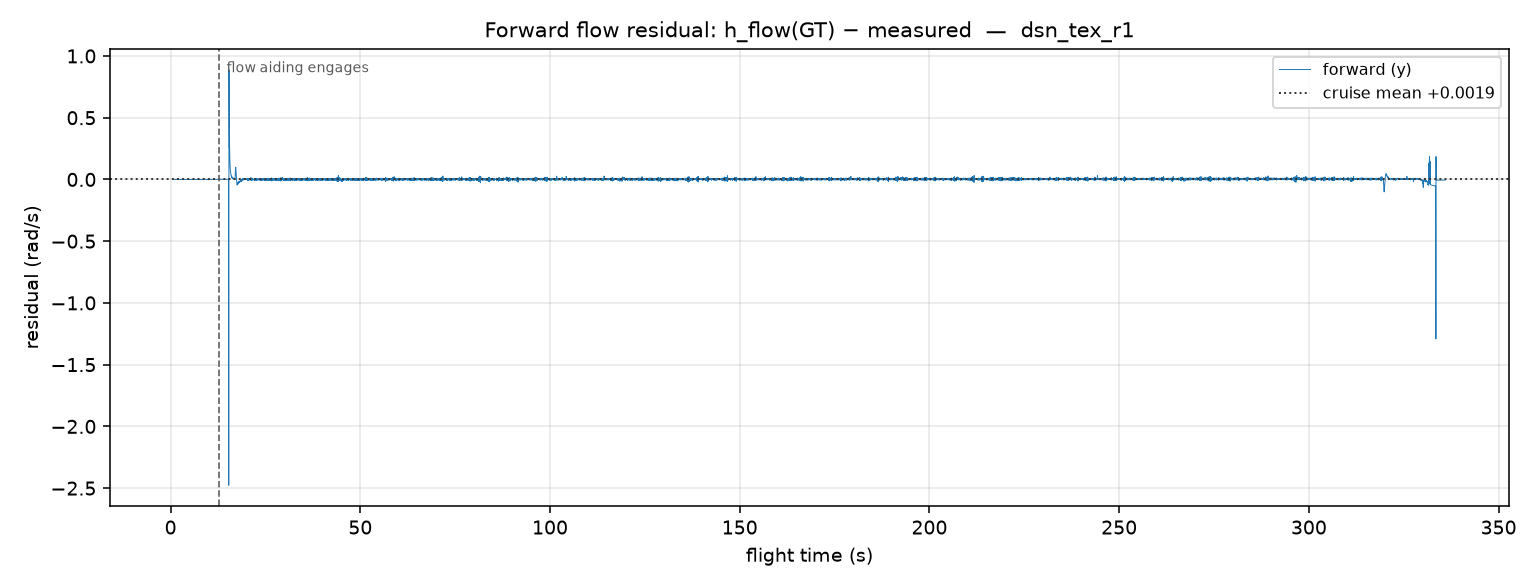 Forward flow residual: h_flow(GT) − measured — dsn_tex_r1
flow aiding engages
forward (y)
cruise mean +0.0019
residual (rad/s)
1.0
0.5
0.0
−0.5
−1.0
−1.5
−2.0
−2.5
0 50 100 150 200 250 300 350
flight time (s)